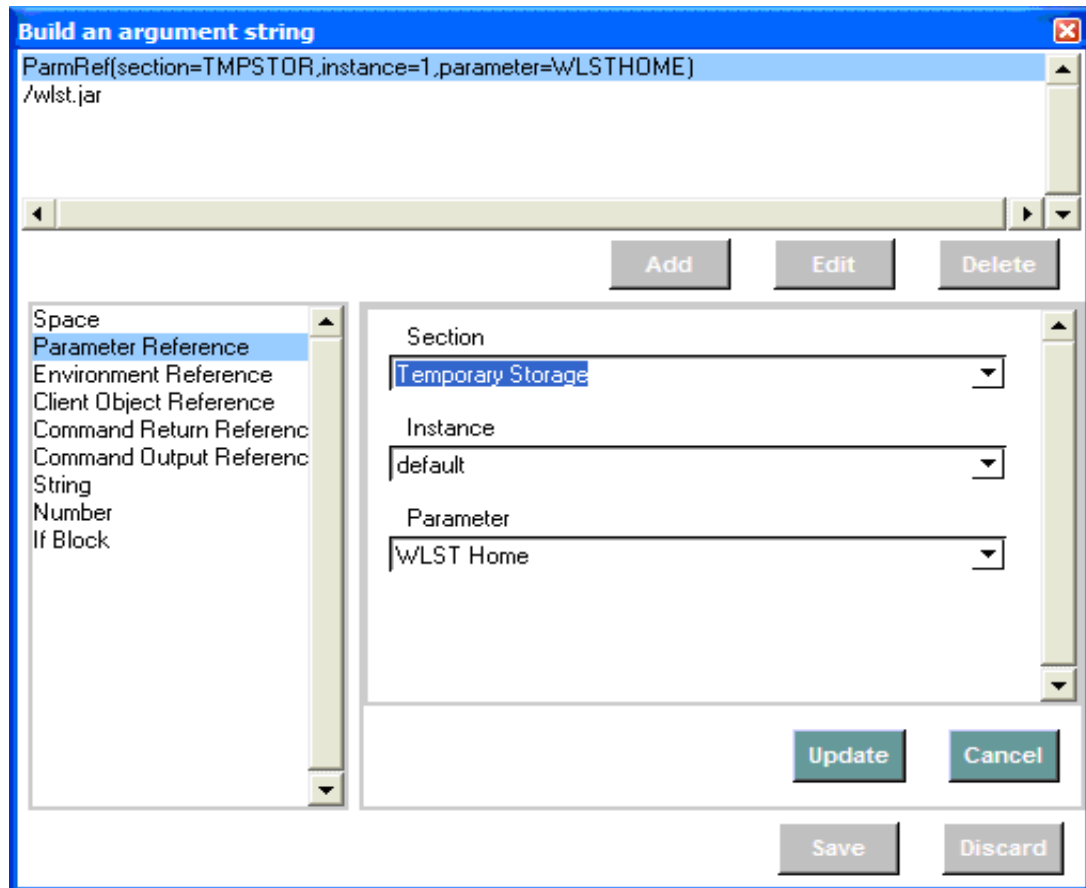 Build an argument string
ParmRef(section=TMPSTOR,instance=1,parameter=WLSTHOME)
/wlst.jar
Add Edit Delete
Space
Parameter Reference
Environment Reference
Client Object Reference
Command Return Referenc
Command Output Referenc
String
Number
If Block
Section
Temporary Storage
Instance
default
Parameter
WLST Home
Update Cancel
Save Discard